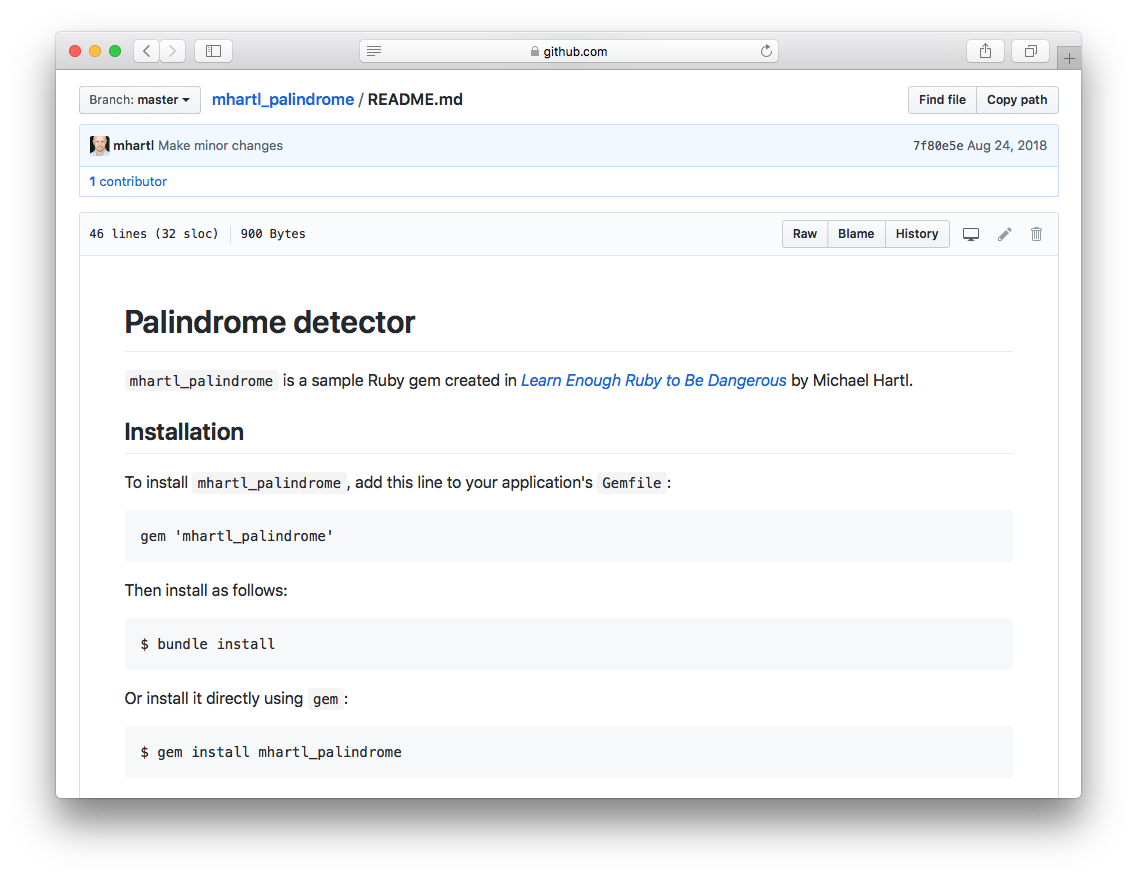 github.com
Branch: master mhartl_palindrome / README.md Find file Copy path
mhartl Make minor changes 7f80e5e Aug 24, 2018
1 contributor
46 lines (32 sloc) 900 Bytes Raw Blame History
Palindrome detector
mhartl_palindrome is a sample Ruby gem created in Learn Enough Ruby to Be Dangerous by Michael Hartl.
Installation
To install mhartl_palindrome, add this line to your application's Gemfile:
gem 'mhartl_palindrome'
Then install as follows:
$ bundle install
Or install it directly using gem:
$ gem install mhartl_palindrome